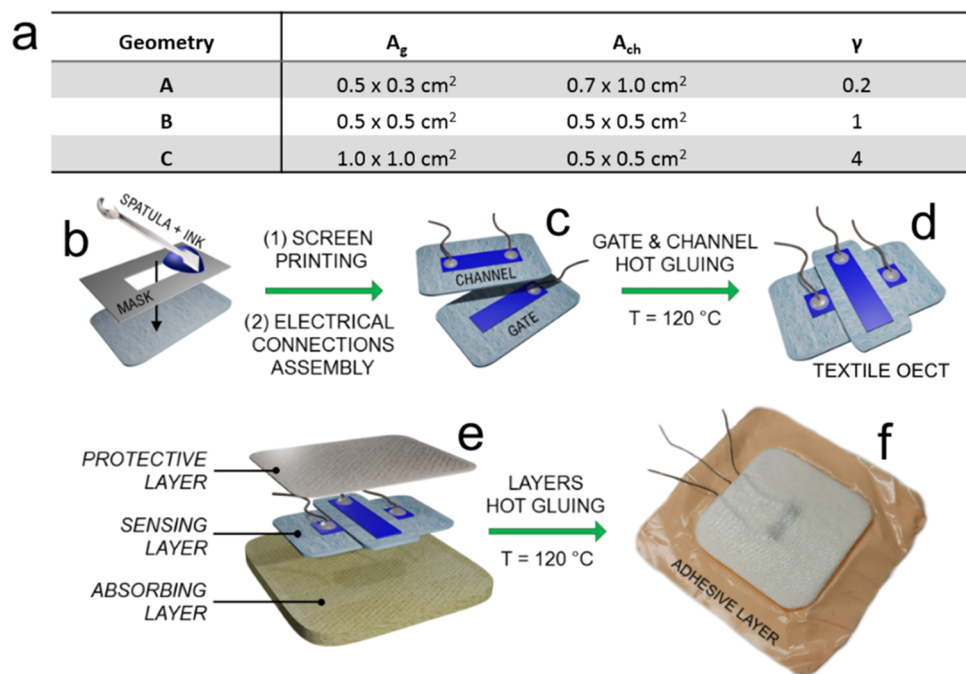 a
Geometry Ag Ach γ
A 0.5 x 0.3 cm² 0.7 x 1.0 cm² 0.2
B 0.5 x 0.5 cm² 0.5 x 0.5 cm² 1
C 1.0 x 1.0 cm² 0.5 x 0.5 cm² 4
b
SPATULA + INK
MASK
(1) SCREEN
PRINTING
(2) ELECTRICAL
CONNECTIONS
ASSEMBLY
c
CHANNEL
GATE
GATE & CHANNEL
HOT GLUING
T = 120 °C
d
TEXTILE OECT
e
PROTECTIVE
LAYER
SENSING
LAYER
ABSORBING
LAYER
LAYERS
HOT GLUING
T = 120 °C
f
ADHESIVE LAYER